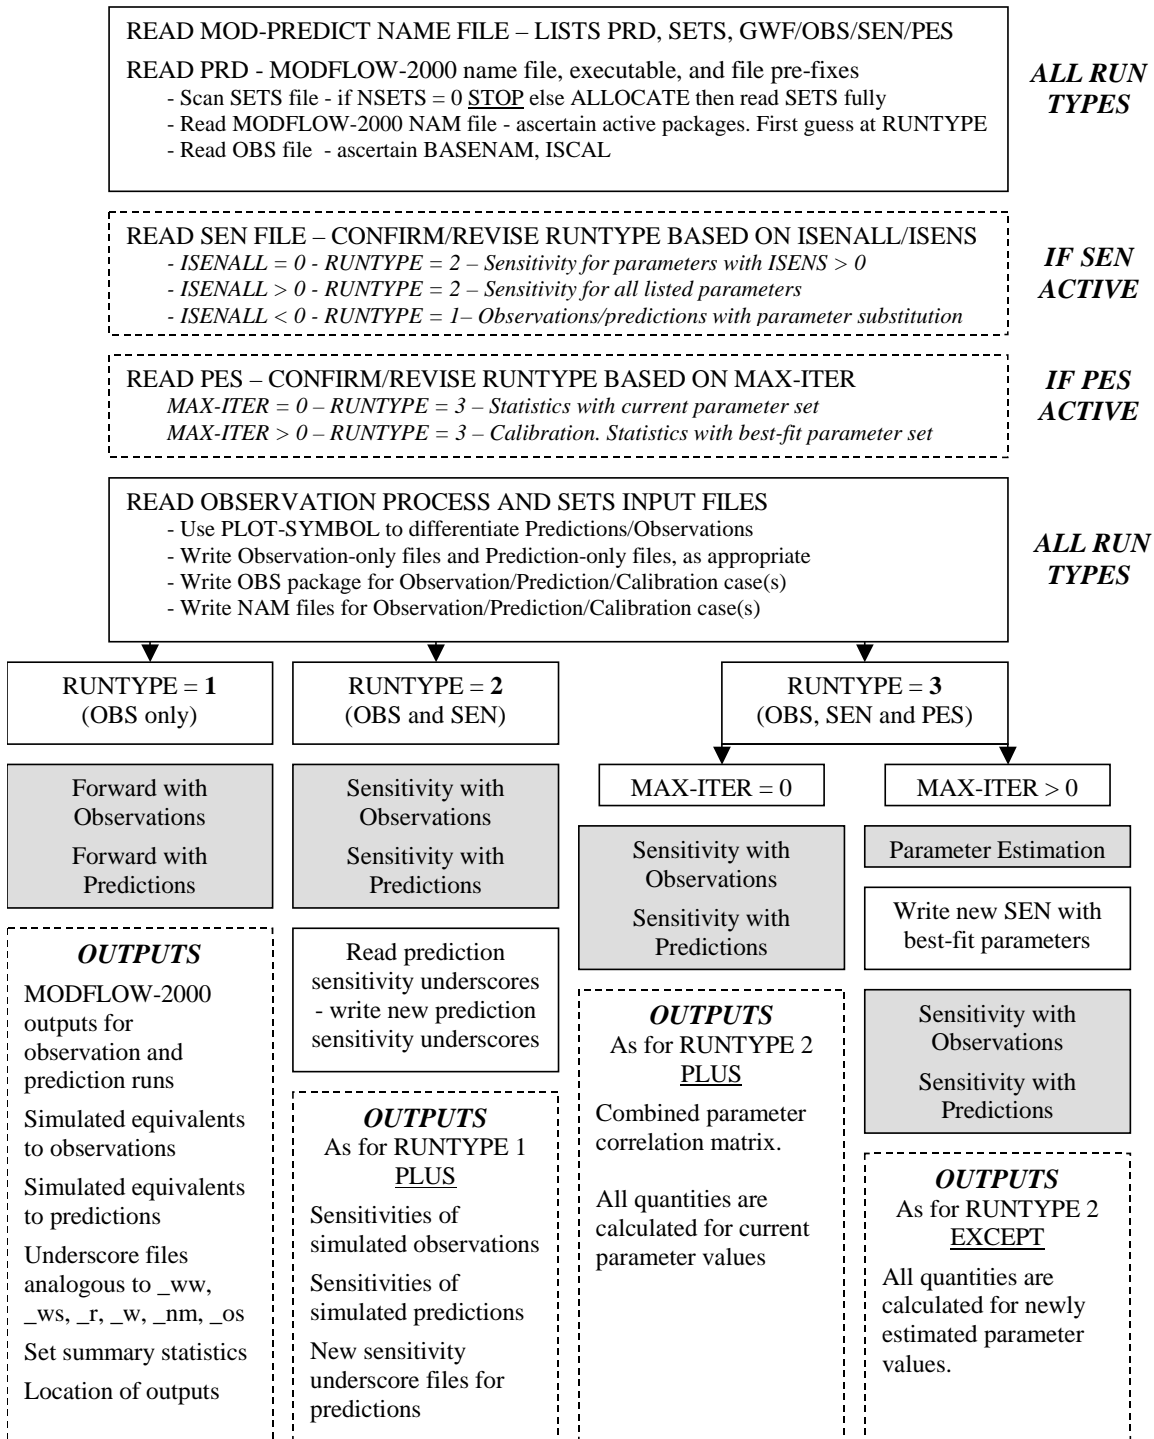 READ MOD-PREDICT NAME FILE – LISTS PRD, SETS, GWF/OBS/SEN/PES
READ PRD - MODFLOW-2000 name file, executable, and file pre-fixes
- Scan SETS file - if NSETS = 0 STOP else ALLOCATE then read SETS fully
- Read MODFLOW-2000 NAM file - ascertain active packages. First guess at RUNTYPE
- Read OBS file - ascertain BASENAM, ISCAL
ALL RUN
TYPES
READ SEN FILE – CONFIRM/REVISE RUNTYPE BASED ON ISENALL/ISENS
- ISENALL = 0 - RUNTYPE = 2 – Sensitivity for parameters with ISENS > 0
- ISENALL > 0 - RUNTYPE = 2 – Sensitivity for all listed parameters
- ISENALL < 0 - RUNTYPE = 1– Observations/predictions with parameter substitution
IF SEN
ACTIVE
READ PES – CONFIRM/REVISE RUNTYPE BASED ON MAX-ITER
MAX-ITER = 0 – RUNTYPE = 3 – Statistics with current parameter set
MAX-ITER > 0 – RUNTYPE = 3 – Calibration. Statistics with best-fit parameter set
IF PES
ACTIVE
READ OBSERVATION PROCESS AND SETS INPUT FILES
- Use PLOT-SYMBOL to differentiate Predictions/Observations
- Write Observation-only files and Prediction-only files, as appropriate
- Write OBS package for Observation/Prediction/Calibration case(s)
- Write NAM files for Observation/Prediction/Calibration case(s)
ALL RUN
TYPES
RUNTYPE = 1
(OBS only)
Forward with
Observations
Forward with
Predictions
OUTPUTS
MODFLOW-2000
outputs for
observation and
prediction runs
Simulated equivalents
to observations
Simulated equivalents
to predictions
Underscore files
analogous to _ww,
_ws, _r, _w, _nm, _os
Set summary statistics
Location of outputs
RUNTYPE = 2
(OBS and SEN)
Sensitivity with
Observations
Sensitivity with
Predictions
Read prediction
sensitivity underscores
- write new prediction
sensitivity underscores
OUTPUTS
As for RUNTYPE 1
PLUS
Sensitivities of
simulated observations
Sensitivities of
simulated predictions
New sensitivity
underscore files for
predictions
RUNTYPE = 3
(OBS, SEN and PES)
MAX-ITER = 0
Sensitivity with
Observations
Sensitivity with
Predictions
OUTPUTS
As for RUNTYPE 2
PLUS
Combined parameter
correlation matrix.
All quantities are
calculated for current
parameter values
MAX-ITER > 0
Parameter Estimation
Write new SEN with
best-fit parameters
Sensitivity with
Observations
Sensitivity with
Predictions
OUTPUTS
As for RUNTYPE 2
EXCEPT
All quantities are
calculated for newly
estimated parameter
values.